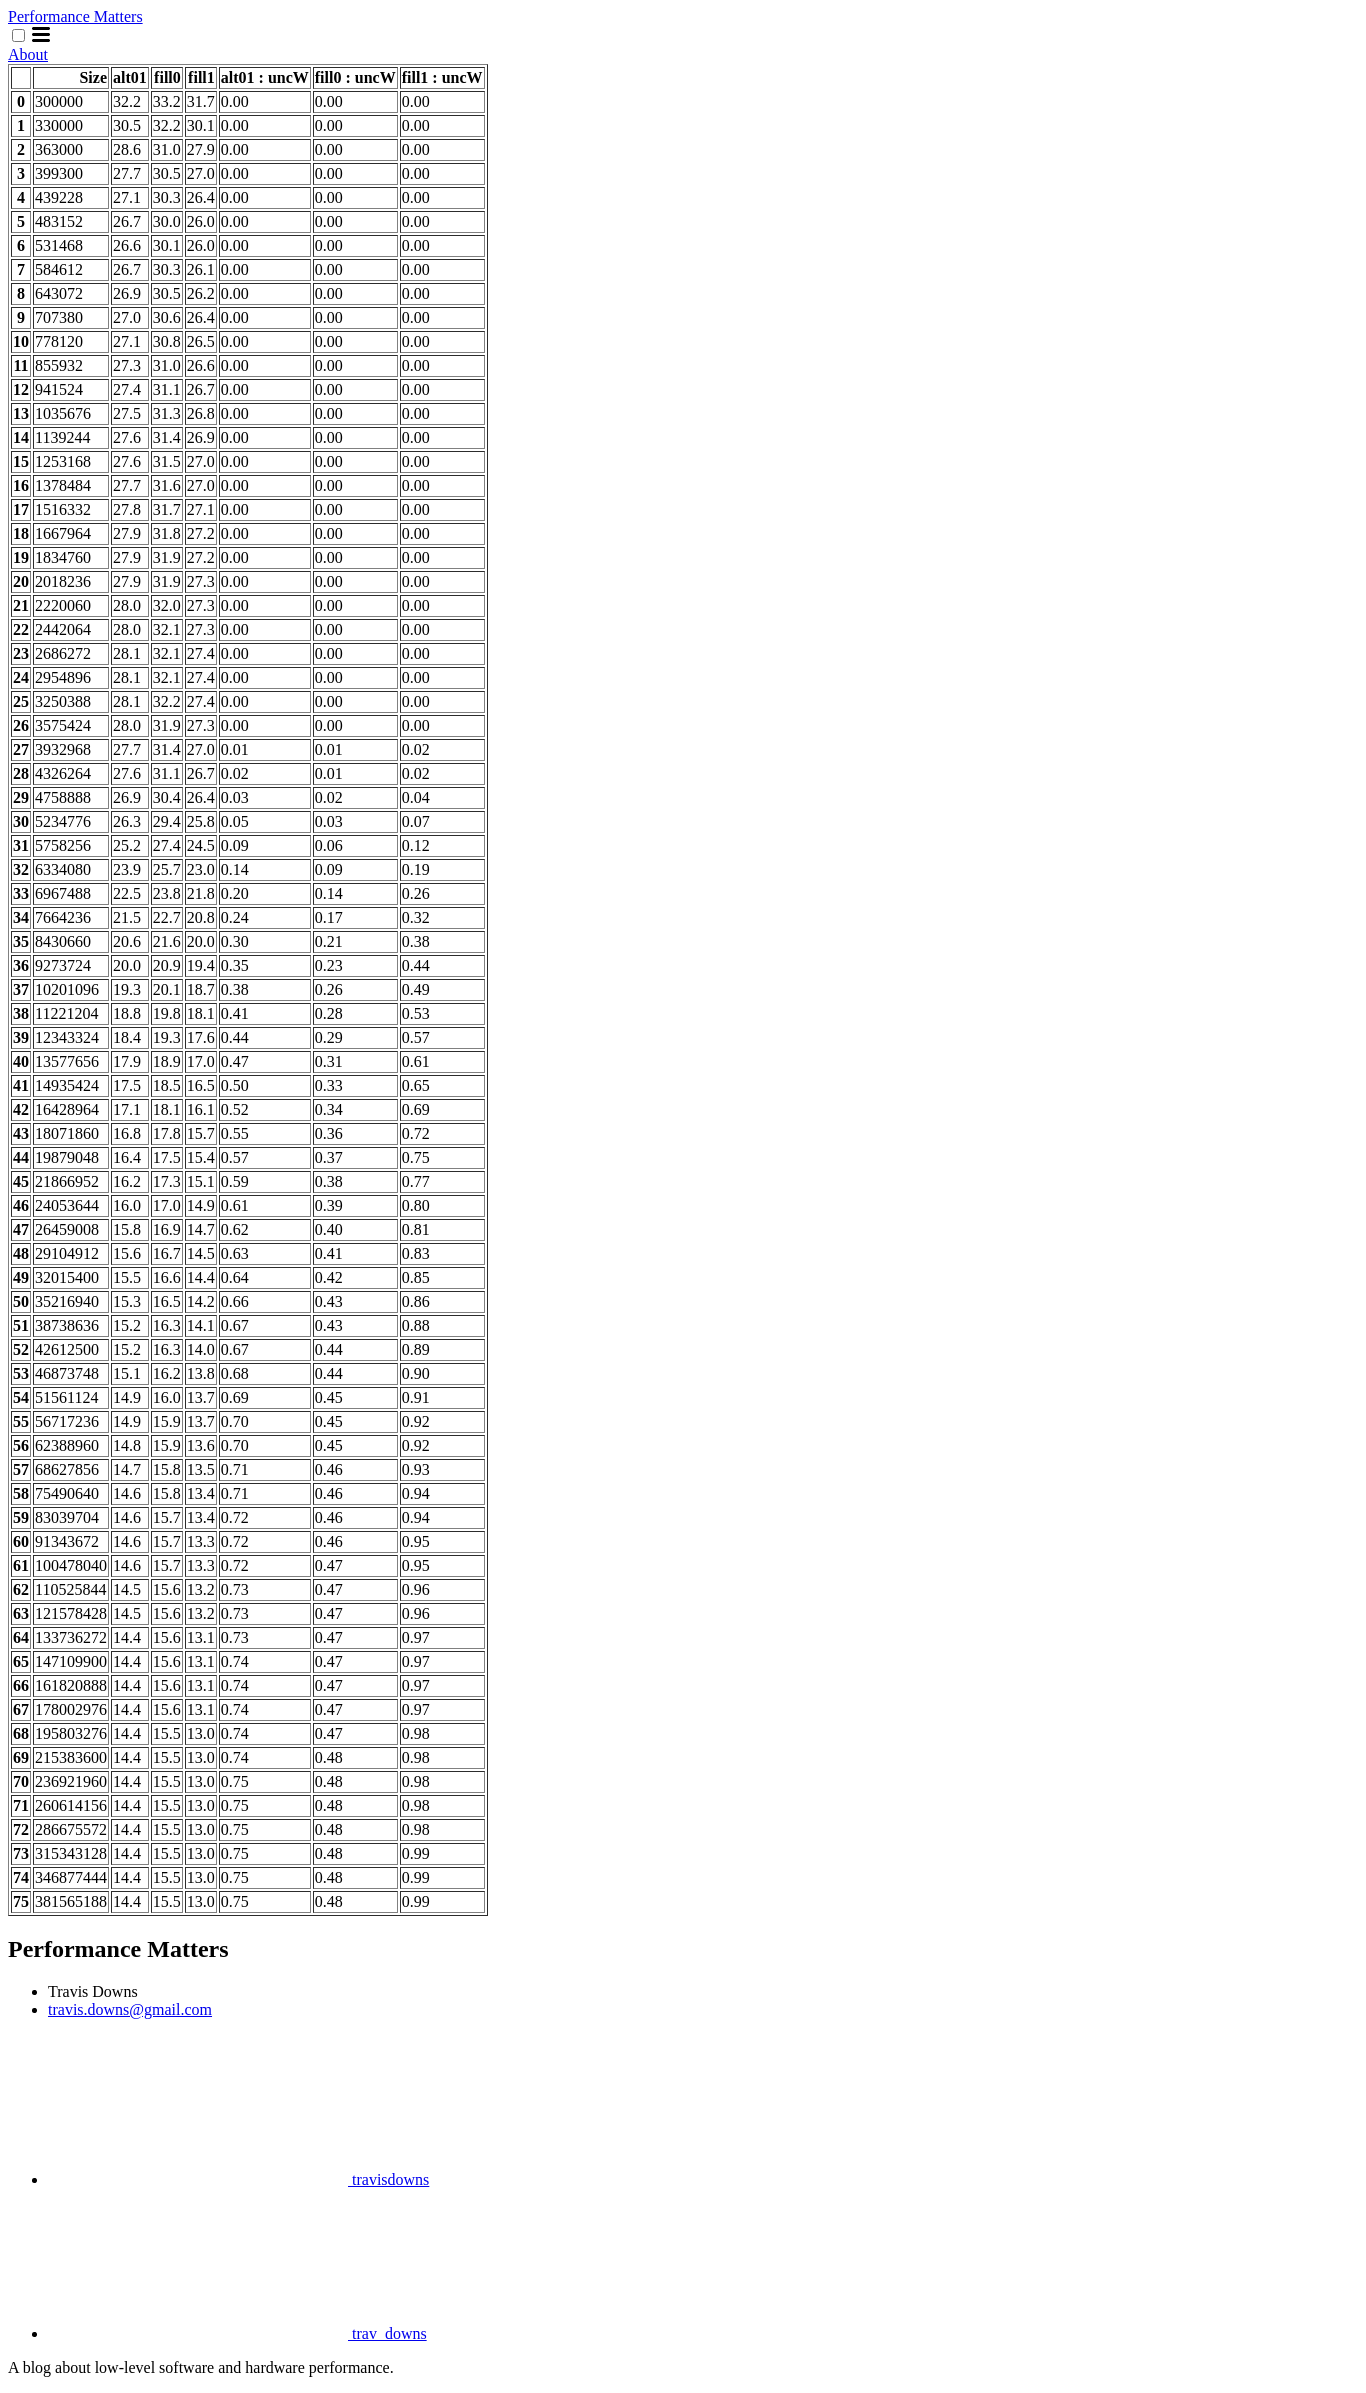 Performance Matters
About
Size alt01 fill0 fill1 alt01 : uncW fill0 : uncW fill1 : uncW
0 300000 32.2 33.2 31.7 0.00 0.00 0.00
1 330000 30.5 32.2 30.1 0.00 0.00 0.00
2 363000 28.6 31.0 27.9 0.00 0.00 0.00
3 399300 27.7 30.5 27.0 0.00 0.00 0.00
4 439228 27.1 30.3 26.4 0.00 0.00 0.00
5 483152 26.7 30.0 26.0 0.00 0.00 0.00
6 531468 26.6 30.1 26.0 0.00 0.00 0.00
7 584612 26.7 30.3 26.1 0.00 0.00 0.00
8 643072 26.9 30.5 26.2 0.00 0.00 0.00
9 707380 27.0 30.6 26.4 0.00 0.00 0.00
10 778120 27.1 30.8 26.5 0.00 0.00 0.00
11 855932 27.3 31.0 26.6 0.00 0.00 0.00
12 941524 27.4 31.1 26.7 0.00 0.00 0.00
13 1035676 27.5 31.3 26.8 0.00 0.00 0.00
14 1139244 27.6 31.4 26.9 0.00 0.00 0.00
15 1253168 27.6 31.5 27.0 0.00 0.00 0.00
16 1378484 27.7 31.6 27.0 0.00 0.00 0.00
17 1516332 27.8 31.7 27.1 0.00 0.00 0.00
18 1667964 27.9 31.8 27.2 0.00 0.00 0.00
19 1834760 27.9 31.9 27.2 0.00 0.00 0.00
20 2018236 27.9 31.9 27.3 0.00 0.00 0.00
21 2220060 28.0 32.0 27.3 0.00 0.00 0.00
22 2442064 28.0 32.1 27.3 0.00 0.00 0.00
23 2686272 28.1 32.1 27.4 0.00 0.00 0.00
24 2954896 28.1 32.1 27.4 0.00 0.00 0.00
25 3250388 28.1 32.2 27.4 0.00 0.00 0.00
26 3575424 28.0 31.9 27.3 0.00 0.00 0.00
27 3932968 27.7 31.4 27.0 0.01 0.01 0.02
28 4326264 27.6 31.1 26.7 0.02 0.01 0.02
29 4758888 26.9 30.4 26.4 0.03 0.02 0.04
30 5234776 26.3 29.4 25.8 0.05 0.03 0.07
31 5758256 25.2 27.4 24.5 0.09 0.06 0.12
32 6334080 23.9 25.7 23.0 0.14 0.09 0.19
33 6967488 22.5 23.8 21.8 0.20 0.14 0.26
34 7664236 21.5 22.7 20.8 0.24 0.17 0.32
35 8430660 20.6 21.6 20.0 0.30 0.21 0.38
36 9273724 20.0 20.9 19.4 0.35 0.23 0.44
37 10201096 19.3 20.1 18.7 0.38 0.26 0.49
38 11221204 18.8 19.8 18.1 0.41 0.28 0.53
39 12343324 18.4 19.3 17.6 0.44 0.29 0.57
40 13577656 17.9 18.9 17.0 0.47 0.31 0.61
41 14935424 17.5 18.5 16.5 0.50 0.33 0.65
42 16428964 17.1 18.1 16.1 0.52 0.34 0.69
43 18071860 16.8 17.8 15.7 0.55 0.36 0.72
44 19879048 16.4 17.5 15.4 0.57 0.37 0.75
45 21866952 16.2 17.3 15.1 0.59 0.38 0.77
46 24053644 16.0 17.0 14.9 0.61 0.39 0.80
47 26459008 15.8 16.9 14.7 0.62 0.40 0.81
48 29104912 15.6 16.7 14.5 0.63 0.41 0.83
49 32015400 15.5 16.6 14.4 0.64 0.42 0.85
50 35216940 15.3 16.5 14.2 0.66 0.43 0.86
51 38738636 15.2 16.3 14.1 0.67 0.43 0.88
52 42612500 15.2 16.3 14.0 0.67 0.44 0.89
53 46873748 15.1 16.2 13.8 0.68 0.44 0.90
54 51561124 14.9 16.0 13.7 0.69 0.45 0.91
55 56717236 14.9 15.9 13.7 0.70 0.45 0.92
56 62388960 14.8 15.9 13.6 0.70 0.45 0.92
57 68627856 14.7 15.8 13.5 0.71 0.46 0.93
58 75490640 14.6 15.8 13.4 0.71 0.46 0.94
59 83039704 14.6 15.7 13.4 0.72 0.46 0.94
60 91343672 14.6 15.7 13.3 0.72 0.46 0.95
61 100478040 14.6 15.7 13.3 0.72 0.47 0.95
62 110525844 14.5 15.6 13.2 0.73 0.47 0.96
63 121578428 14.5 15.6 13.2 0.73 0.47 0.96
64 133736272 14.4 15.6 13.1 0.73 0.47 0.97
65 147109900 14.4 15.6 13.1 0.74 0.47 0.97
66 161820888 14.4 15.6 13.1 0.74 0.47 0.97
67 178002976 14.4 15.6 13.1 0.74 0.47 0.97
68 195803276 14.4 15.5 13.0 0.74 0.47 0.98
69 215383600 14.4 15.5 13.0 0.74 0.48 0.98
70 236921960 14.4 15.5 13.0 0.75 0.48 0.98
71 260614156 14.4 15.5 13.0 0.75 0.48 0.98
72 286675572 14.4 15.5 13.0 0.75 0.48 0.98
73 315343128 14.4 15.5 13.0 0.75 0.48 0.99
74 346877444 14.4 15.5 13.0 0.75 0.48 0.99
75 381565188 14.4 15.5 13.0 0.75 0.48 0.99
Performance Matters
Travis Downs
travis.downs@gmail.com
travisdowns
trav_downs
A blog about low-level software and hardware performance.